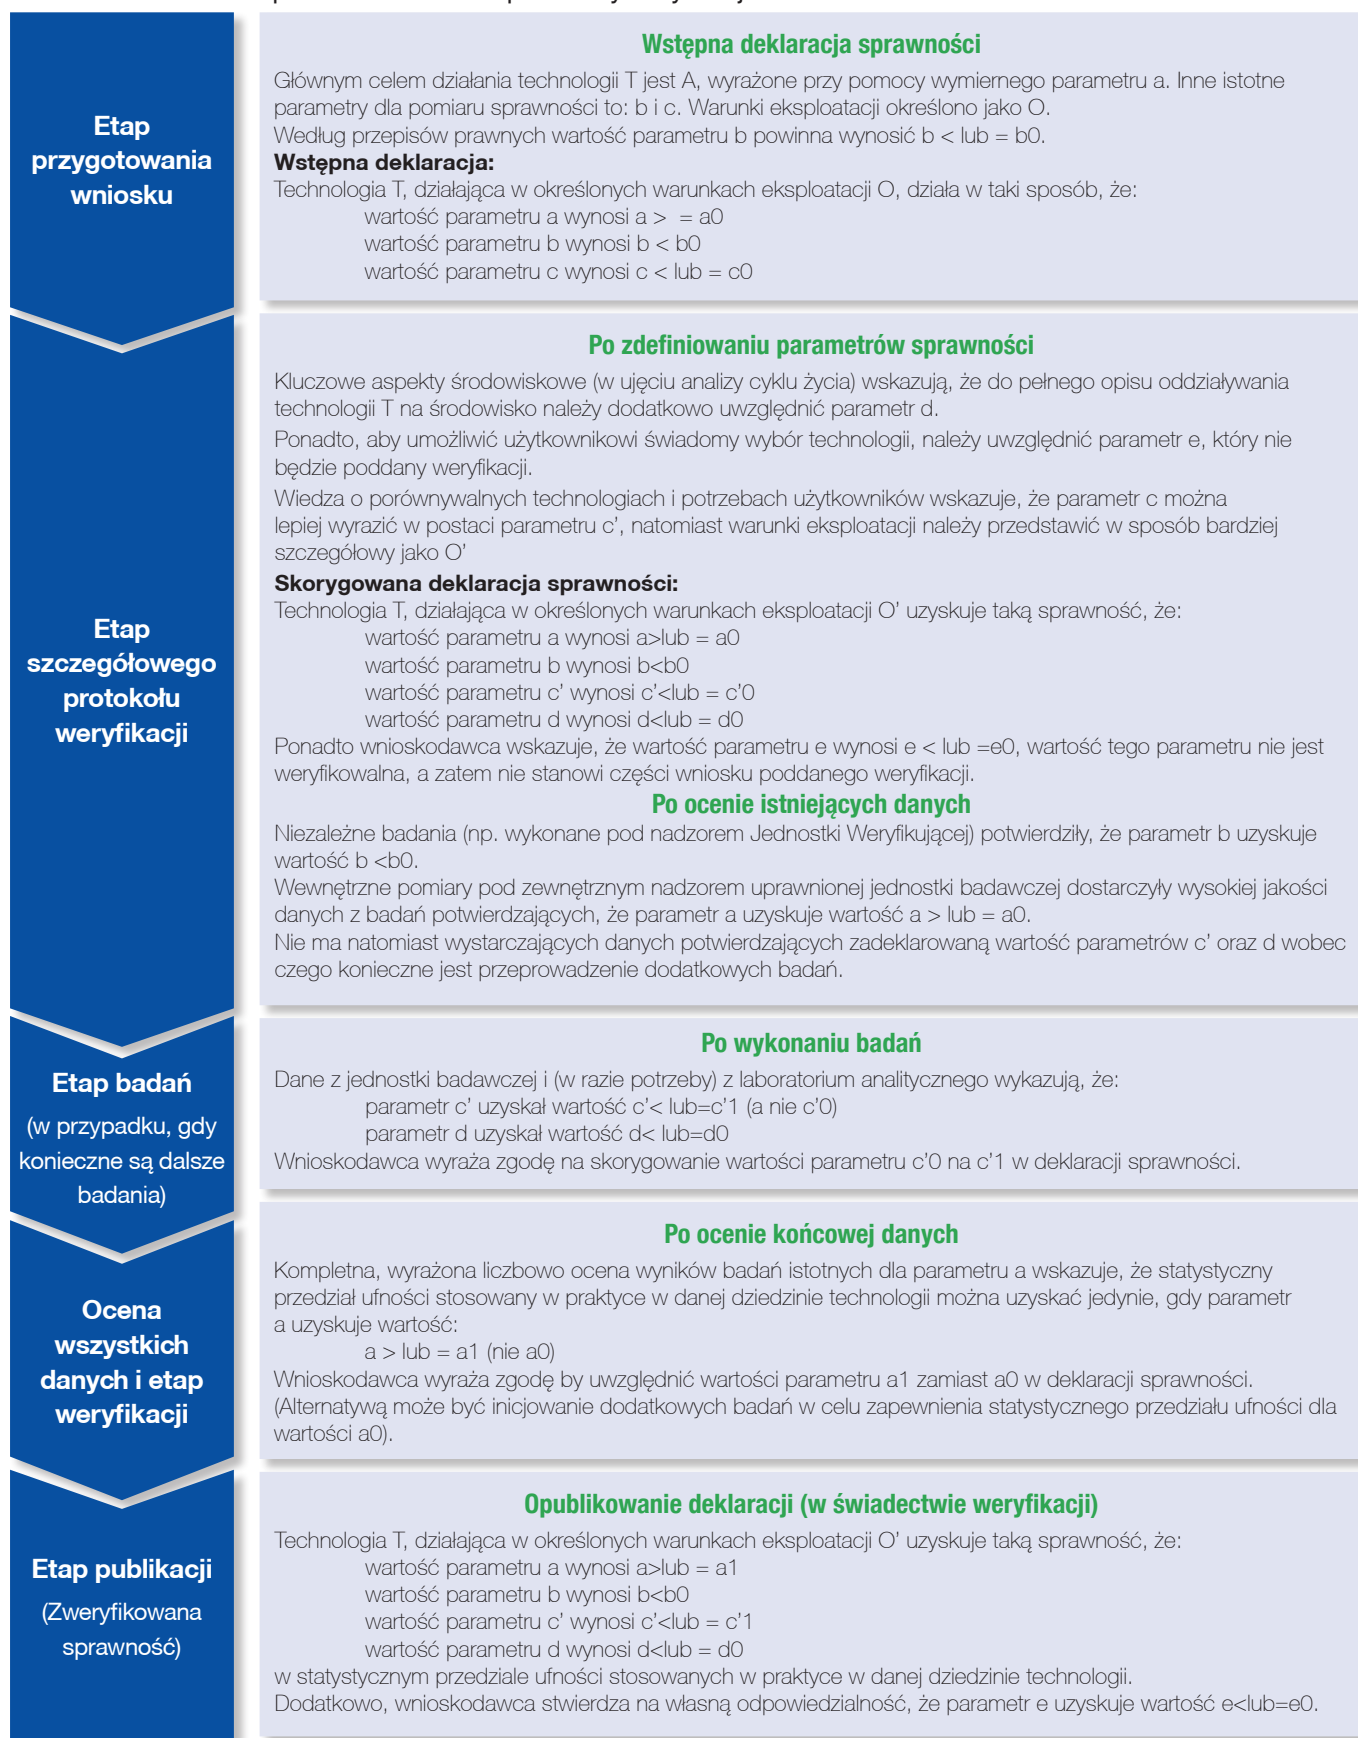 Etap
przygotowania
wniosku
Wstępna deklaracja sprawności
Głównym celem działania technologii T jest A, wyrażone przy pomocy wymiernego parametru a. Inne istotne
parametry dla pomiaru sprawności to: b i c. Warunki eksploatacji określono jako O.
Według przepisów prawnych wartość parametru b powinna wynosić b < lub = b0.
Wstępna deklaracja:
Technologia T, działająca w określonych warunkach eksploatacji O, działa w taki sposób, że:
wartość parametru a wynosi a > = a0
wartość parametru b wynosi b < b0
wartość parametru c wynosi c < lub = c0
Etap
szczegółowego
protokołu
weryfikacji
Po zdefiniowaniu parametrów sprawności
Kluczowe aspekty środowiskowe (w ujęciu analizy cyklu życia) wskazują, że do pełnego opisu oddziaływania
technologii T na środowisko należy dodatkowo uwzględnić parametr d.
Ponadto, aby umożliwić użytkownikowi świadomy wybór technologii, należy uwzględnić parametr e, który nie
będzie poddany weryfikacji.
Wiedza o porównywalnych technologiach i potrzebach użytkowników wskazuje, że parametr c można
lepiej wyrazić w postaci parametru c’, natomiast warunki eksploatacji należy przedstawić w sposób bardziej
szczegółowy jako O’
Skorygowana deklaracja sprawności:
Technologia T, działająca w określonych warunkach eksploatacji O’ uzyskuje taką sprawność, że:
wartość parametru a wynosi a>lub = a0
wartość parametru b wynosi b<b0
wartość parametru c’ wynosi c’<lub = c’0
wartość parametru d wynosi d<lub = d0
Ponadto wnioskodawca wskazuje, że wartość parametru e wynosi e < lub =e0, wartość tego parametru nie jest
weryfikowalna, a zatem nie stanowi części wniosku poddanego weryfikacji.
Po ocenie istniejących danych
Niezależne badania (np. wykonane pod nadzorem Jednostki Weryfikującej) potwierdziły, że parametr b uzyskuje
wartość b <b0.
Wewnętrzne pomiary pod zewnętrznym nadzorem uprawnionej jednostki badawczej dostarczyły wysokiej jakości
danych z badań potwierdzających, że parametr a uzyskuje wartość a > lub = a0.
Nie ma natomiast wystarczających danych potwierdzających zadeklarowaną wartość parametrów c’ oraz d wobec
czego konieczne jest przeprowadzenie dodatkowych badań.
Etap badań
(w przypadku, gdy
konieczne są dalsze
badania)
Po wykonaniu badań
Dane z jednostki badawczej i (w razie potrzeby) z laboratorium analitycznego wykazują, że:
parametr c’ uzyskał wartość c’< lub=c’1 (a nie c’0)
parametr d uzyskał wartość d< lub=d0
Wnioskodawca wyraża zgodę na skorygowanie wartości parametru c’0 na c’1 w deklaracji sprawności.
Ocena
wszystkich
danych i etap
weryfikacji
Po ocenie końcowej danych
Kompletna, wyrażona liczbowo ocena wyników badań istotnych dla parametru a wskazuje, że statystyczny
przedział ufności stosowany w praktyce w danej dziedzinie technologii można uzyskać jedynie, gdy parametr
a uzyskuje wartość:
a > lub = a1 (nie a0)
Wnioskodawca wyraża zgodę by uwzględnić wartości parametru a1 zamiast a0 w deklaracji sprawności.
(Alternatywą może być inicjowanie dodatkowych badań w celu zapewnienia statystycznego przedziału ufności dla
wartości a0).
Etap publikacji
(Zweryfikowana
sprawność)
Opublikowanie deklaracji (w świadectwie weryfikacji)
Technologia T, działająca w określonych warunkach eksploatacji O’ uzyskuje taką sprawność, że:
wartość parametru a wynosi a>lub = a1
wartość parametru b wynosi b<b0
wartość parametru c’ wynosi c’<lub = c’1
wartość parametru d wynosi d<lub = d0
w statystycznym przedziale ufności stosowanych w praktyce w danej dziedzinie technologii.
Dodatkowo, wnioskodawca stwierdza na własną odpowiedzialność, że parametr e uzyskuje wartość e<lub=e0.